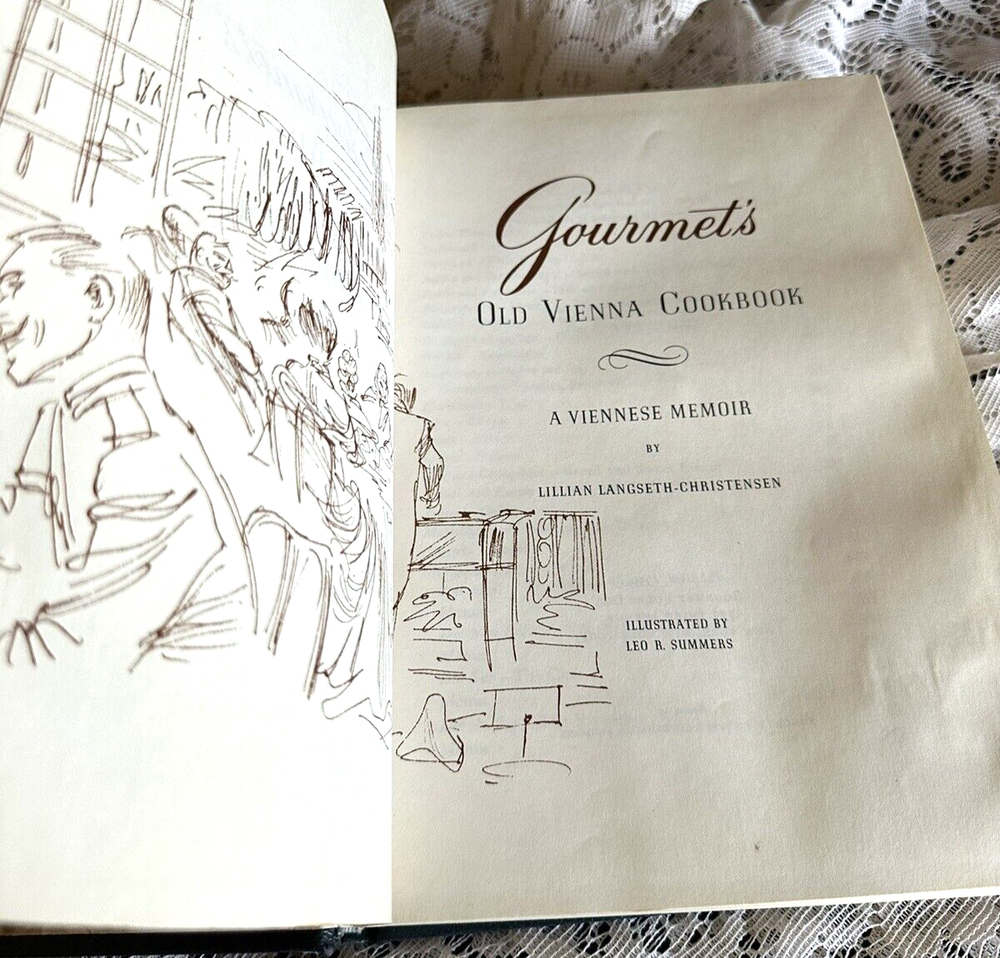 Gourmet's
OLD VIENNA COOKBOOK
A VIENNESE MEMOIR
BY
LILLIAN LANGSETH-CHRISTENSEN
ILLUSTRATED BY
LEO R. SUMMERS